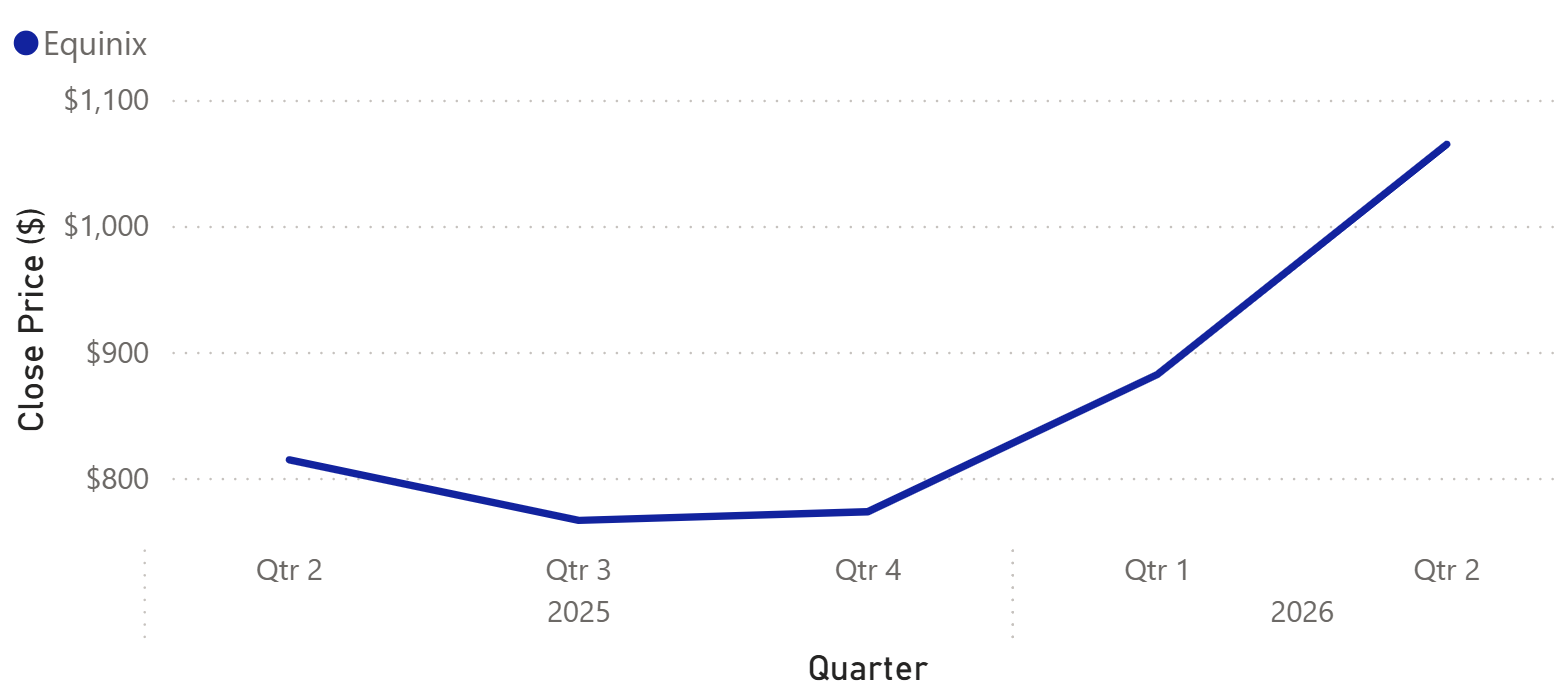 Equinix
$1,100
$1,000
$900
$800
Close Price ($)
Qtr 2 Qtr 3 Qtr 4 Qtr 1 Qtr 2
2025 2026
Quarter